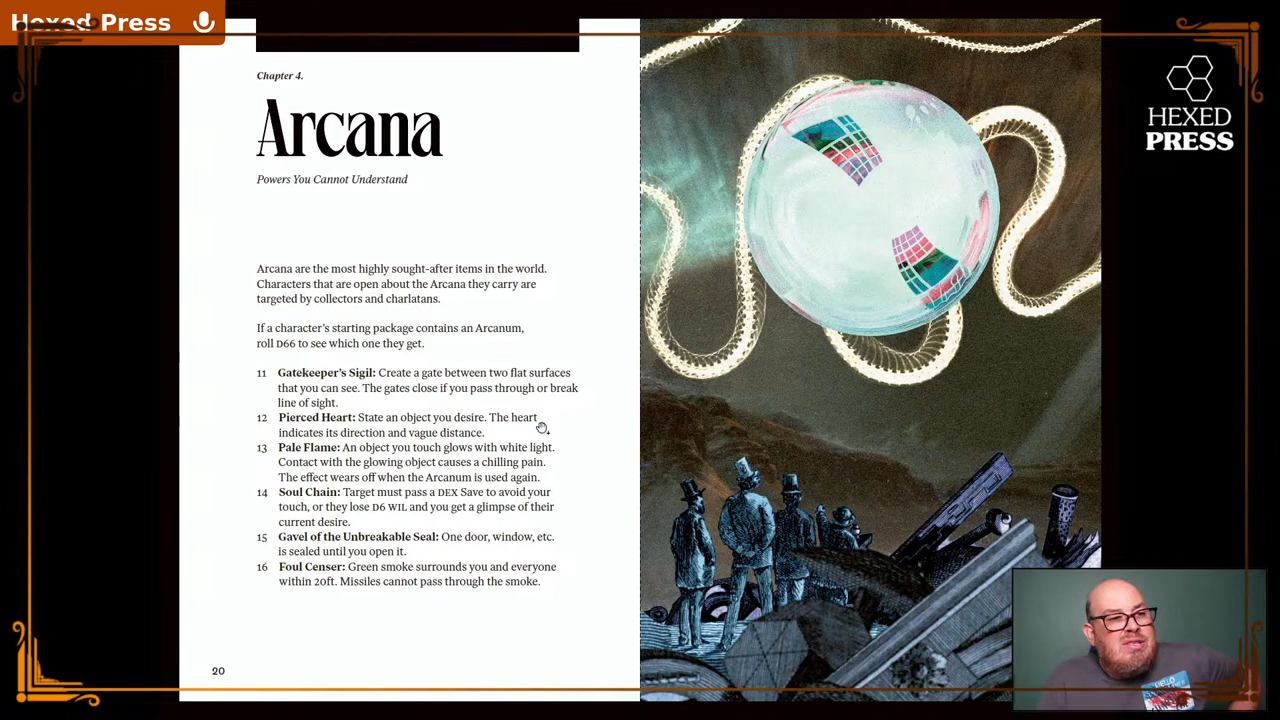 Hexed Press
HEXED
PRESS
Chapter 4.
Arcana
Powers You Cannot Understand
Arcana are the most highly sought-after items in the world.
Characters that are open about the Arcana they carry are
targeted by collectors and charlatans.
If a character’s starting package contains an Arcanum,
roll D66 to see which one they get.
11 Gatekeeper’s Sigil: Create a gate between two flat surfaces
that you can see. The gates close if you pass through or break
line of sight.
12 Pierced Heart: State an object you desire. The heart
indicates its direction and vague distance.
13 Pale Flame: An object you touch glows with white light.
Contact with the glowing object causes a chilling pain.
The effect wears off when the Arcanum is used again.
14 Soul Chain: Target must pass a DEX Save to avoid your
touch, or they lose D6 WIL and you get a glimpse of their
current desire.
15 Gavel of the Unbreakable Seal: One door, window, etc.
is sealed until you open it.
16 Foul Censer: Green smoke surrounds you and everyone
within 20ft. Missiles cannot pass through the smoke.
20
HELLO